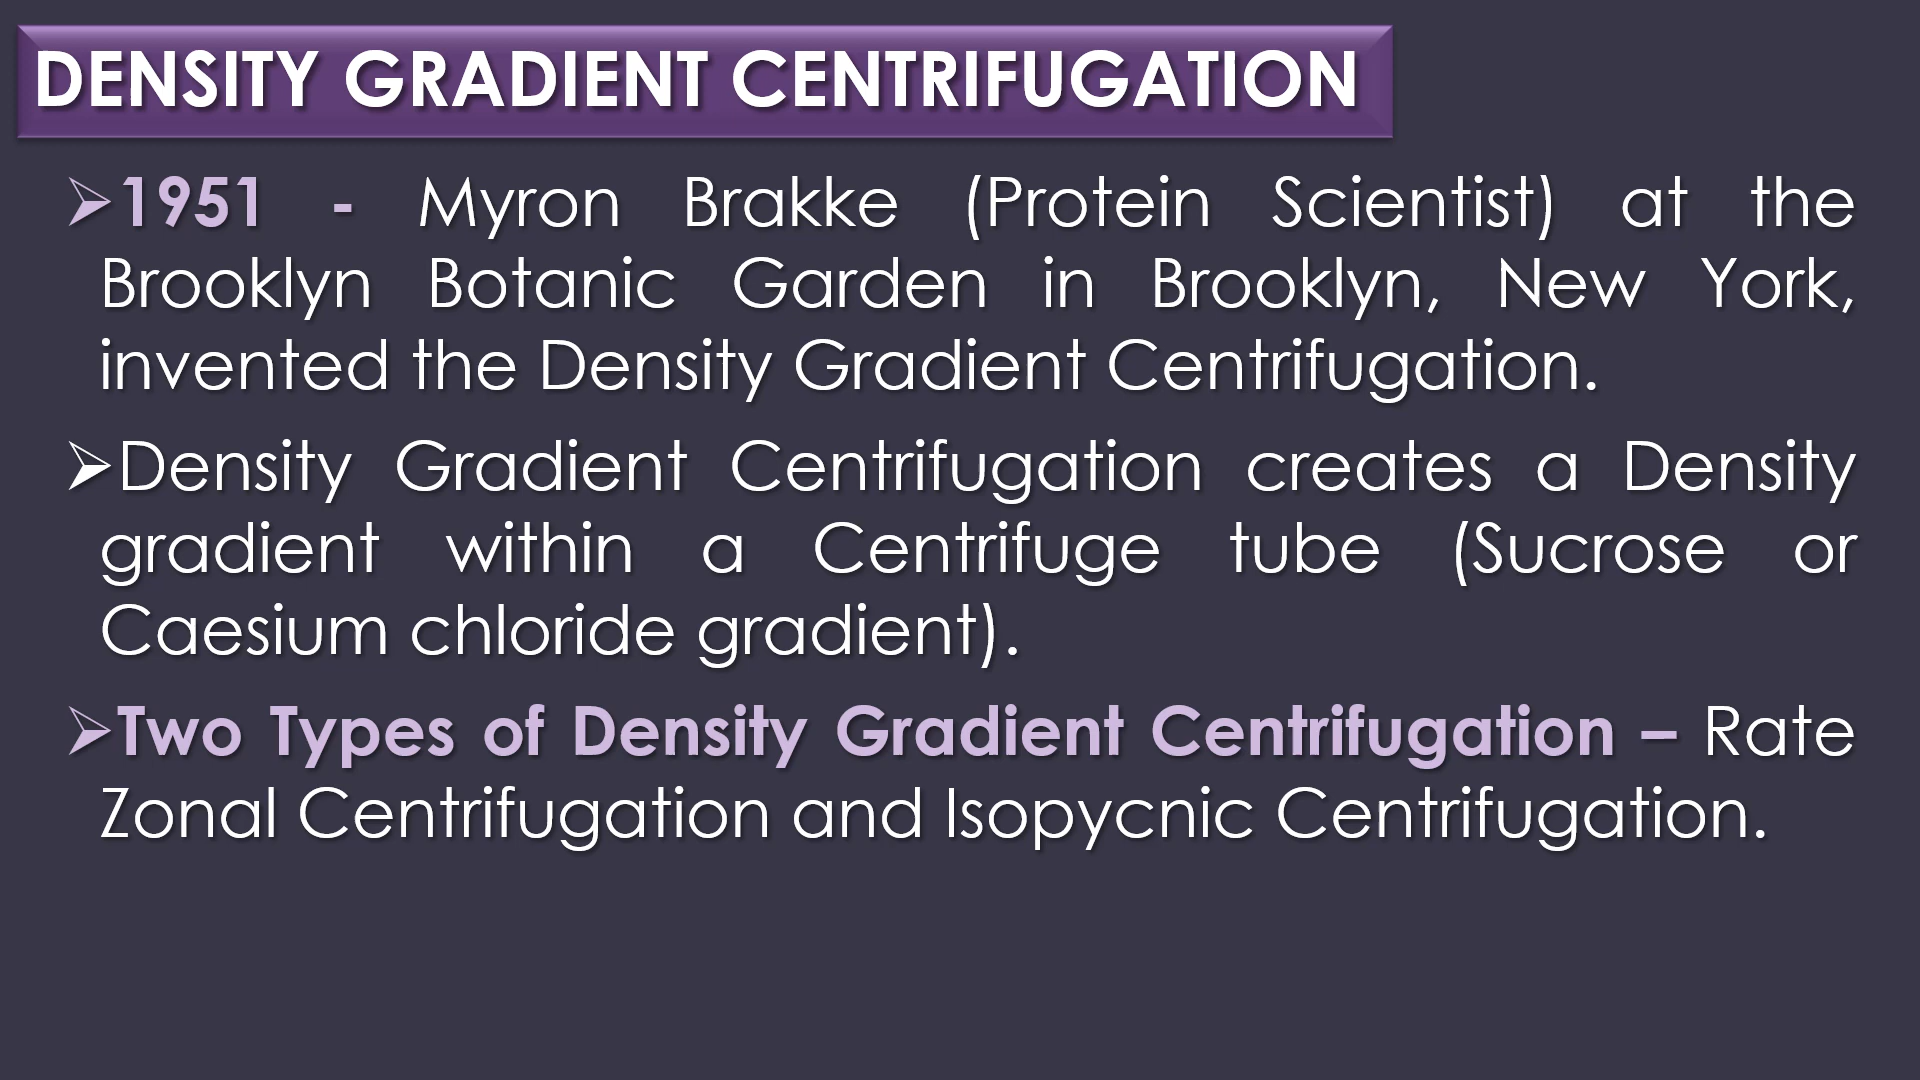 DENSITY GRADIENT CENTRIFUGATION
➢1951 - Myron Brakke (Protein Scientist) at the
Brooklyn Botanic Garden in Brooklyn, New York,
invented the Density Gradient Centrifugation.
➢Density Gradient Centrifugation creates a Density
gradient within a Centrifuge tube (Sucrose or
Caesium chloride gradient).
➢Two Types of Density Gradient Centrifugation – Rate
Zonal Centrifugation and Isopycnic Centrifugation.